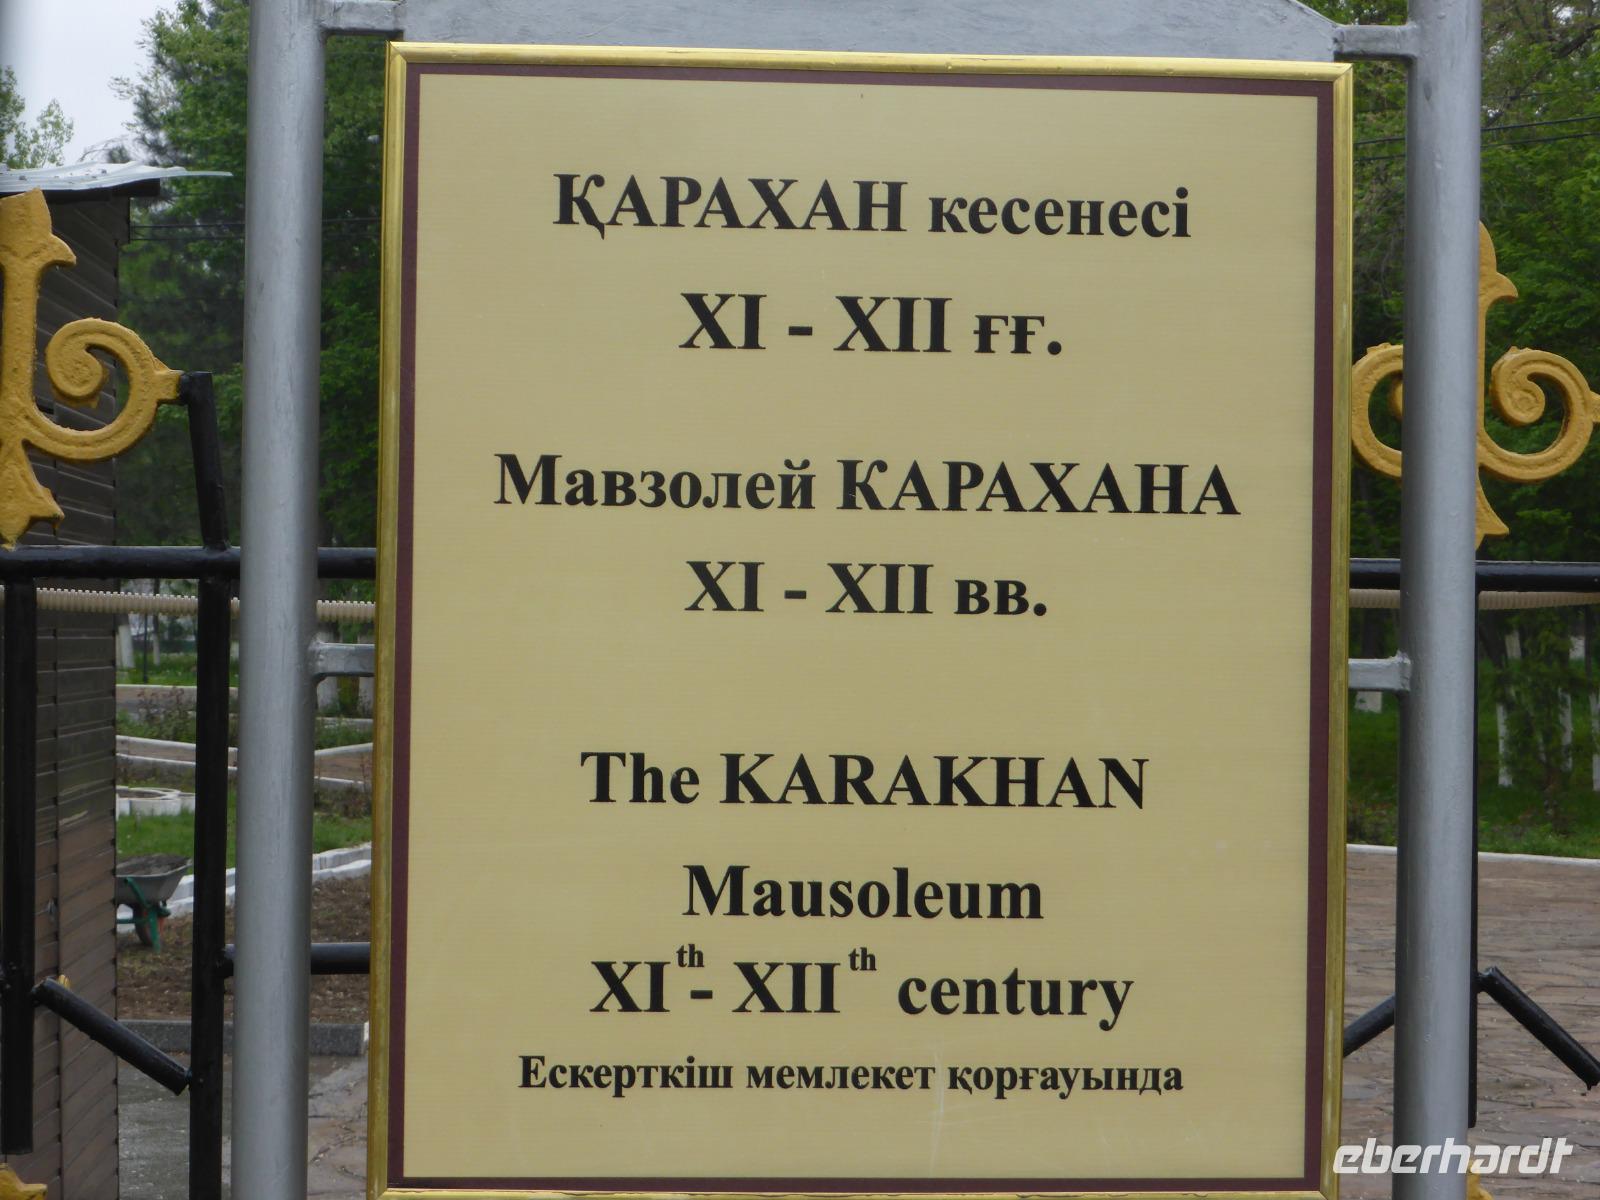 ҚАРАХАН кесенесі
XI - XII ғғ.
Мавзолей КАРАХАНА
XI - XII вв.
The KARAKHAN
Mausoleum
XIth- XIIth century
Ескерткіш мемлекет қорғауында
eberhardt